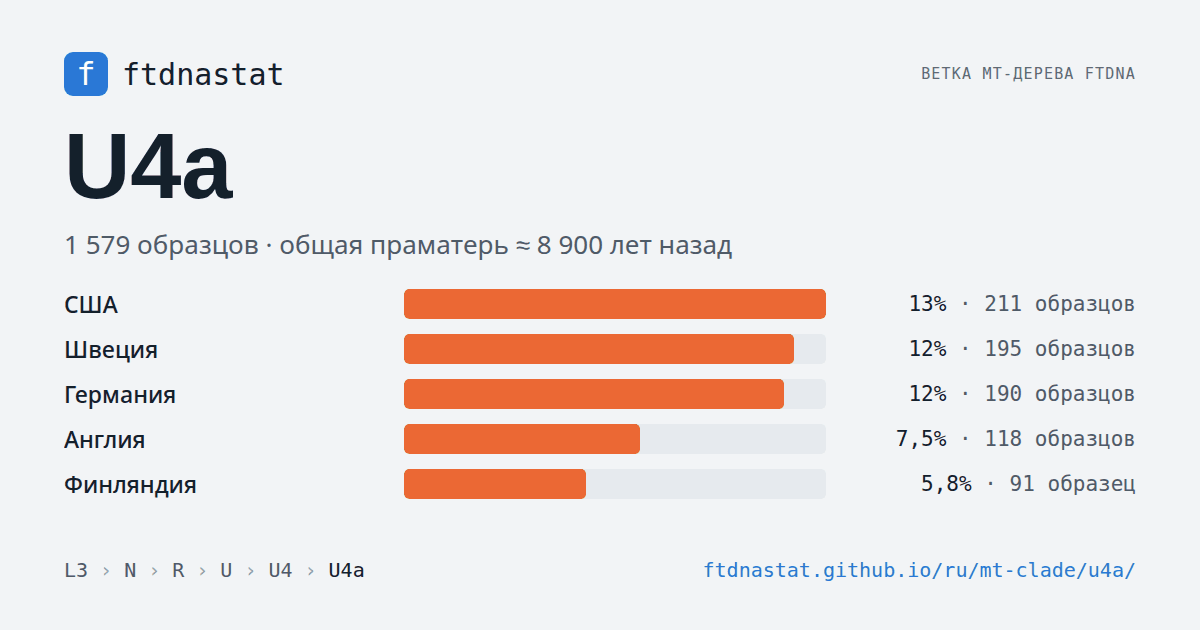 f ftdnastat
ВЕТКА МТ-ДЕРЕВА FTDNA
U4a
1 579 образцов · общая праматерь ≈ 8 900 лет назад
США 13% · 211 образцов
Швеция 12% · 195 образцов
Германия 12% · 190 образцов
Англия 7,5% · 118 образцов
Финляндия 5,8% · 91 образец
L3 › N › R › U › U4 › U4a
ftdnastat.github.io/ru/mt-clade/u4a/